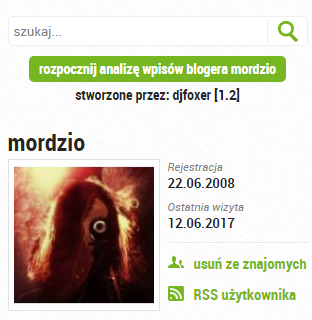 szukaj...
rozpocznij analizę wpisów blogera mordzio
stworzone przez: djfoxer [1.2]
mordzio
Rejestracja
22.06.2008
Ostatnia wizyta
12.06.2017
usuń ze znajomych
RSS użytkownika